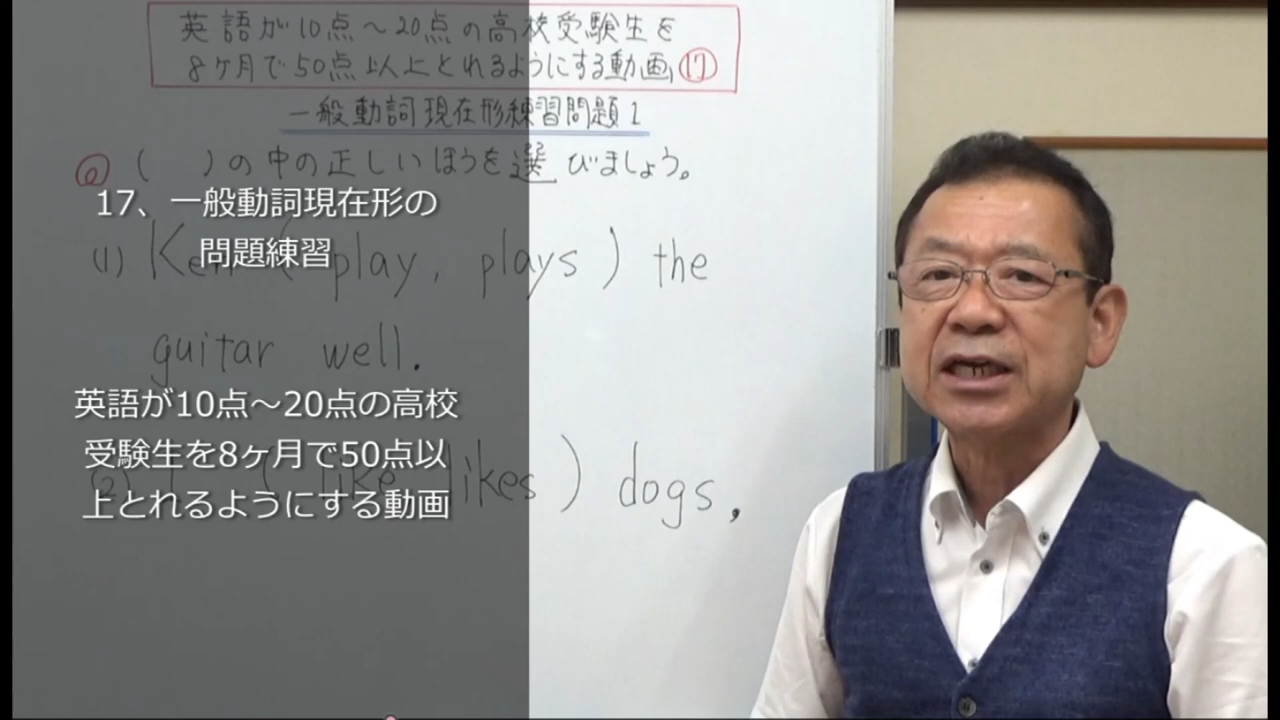 英語が10点～20点の高校受験生を
8ヶ月で50点以上とれるようにする動画⑰
一般動詞現在形練習問題1
◎ ( )の中の正しいほうを選びましょう。
17、一般動詞現在形の
問題練習
(1) Ken ( play, plays ) the
guitar well.
英語が10点～20点の高校
受験生を8ヶ月で50点以
上とれるようにする動画
(2) I ( like, likes ) dogs.